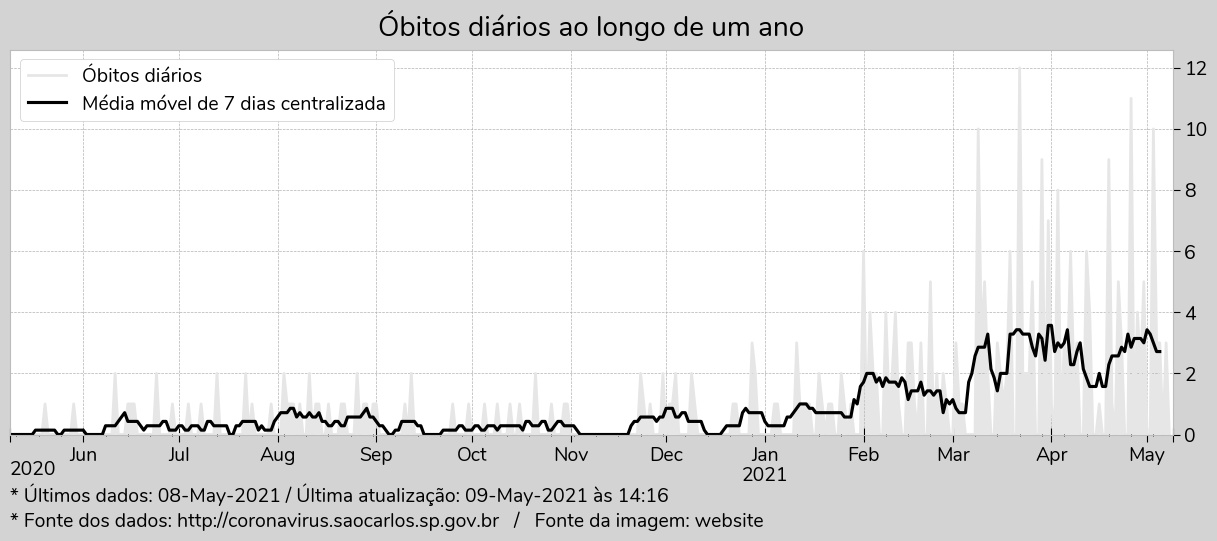 Óbitos diários ao longo de um ano
Óbitos diários
Média móvel de 7 dias centralizada
12
10
8
6
4
2
0
Jun Jul Aug Sep Oct Nov Dec Jan Feb Mar Apr May
2020 2021
* Últimos dados: 08-May-2021 / Última atualização: 09-May-2021 às 14:16
* Fonte dos dados: http://coronavirus.saocarlos.sp.gov.br / Fonte da imagem: website